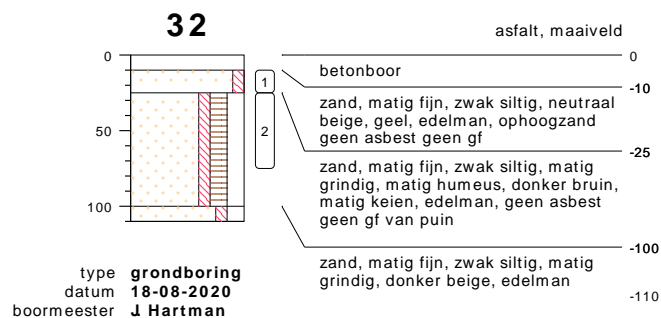 32
asfalt, maaiveld
0
0
betonboor
-10
1
zand, matig fijn, zwak siltig, neutraal
beige, geel, edelman, ophoogzand
geen asbest geen gf
50
2
-25
zand, matig fijn, zwak siltig, matig
grindig, matig humeus, donker bruin,
matig keien, edelman, geen asbest
geen gf van puin
100
-100
zand, matig fijn, zwak siltig, matig
grindig, donker beige, edelman
-110
type grondboring
datum 18-08-2020
boormeester J Hartman